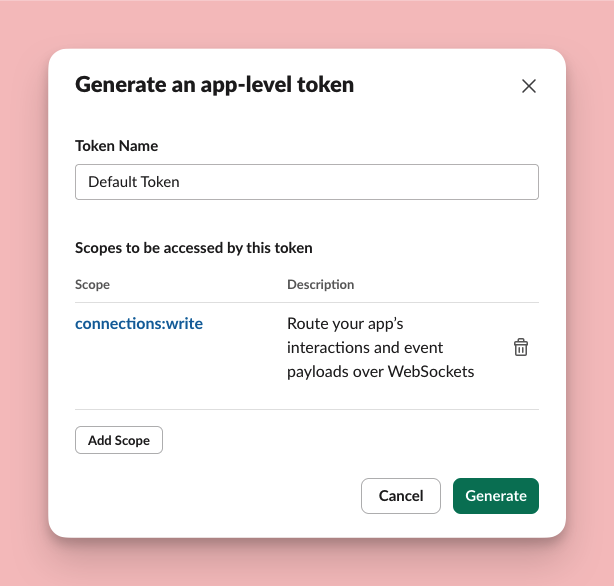 Generate an app-level token
Token Name
Default Token
Scopes to be accessed by this token
Scope Description
connections:write Route your app’s
interactions and event
payloads over WebSockets
Add Scope
Cancel Generate